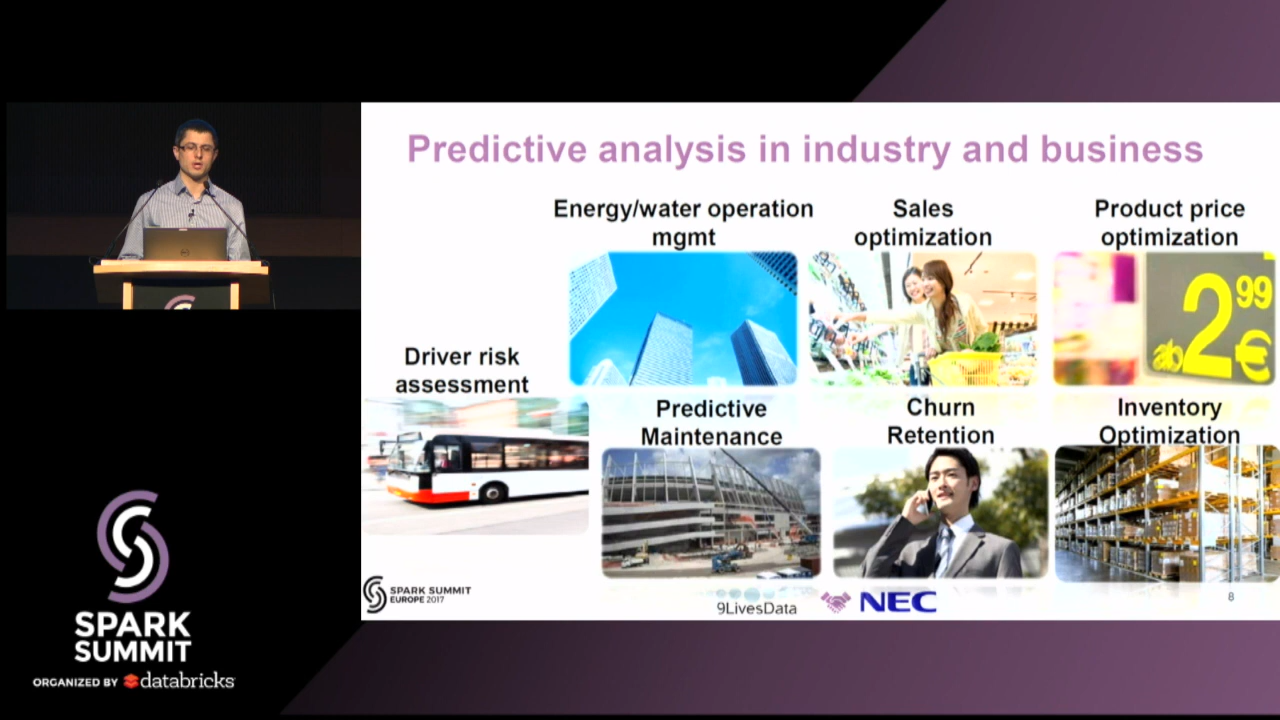 Predictive analysis in industry and business
Energy/water operation
mgmt
Sales
optimization
Product price
optimization
ab 2 99 €
Driver risk
assessment
Predictive
Maintenance
Churn
Retention
Inventory
Optimization
SPARK SUMMIT
EUROPE 2017
9LivesData
NEC
8
SPARK
SUMMIT
ORGANIZED BY databricks